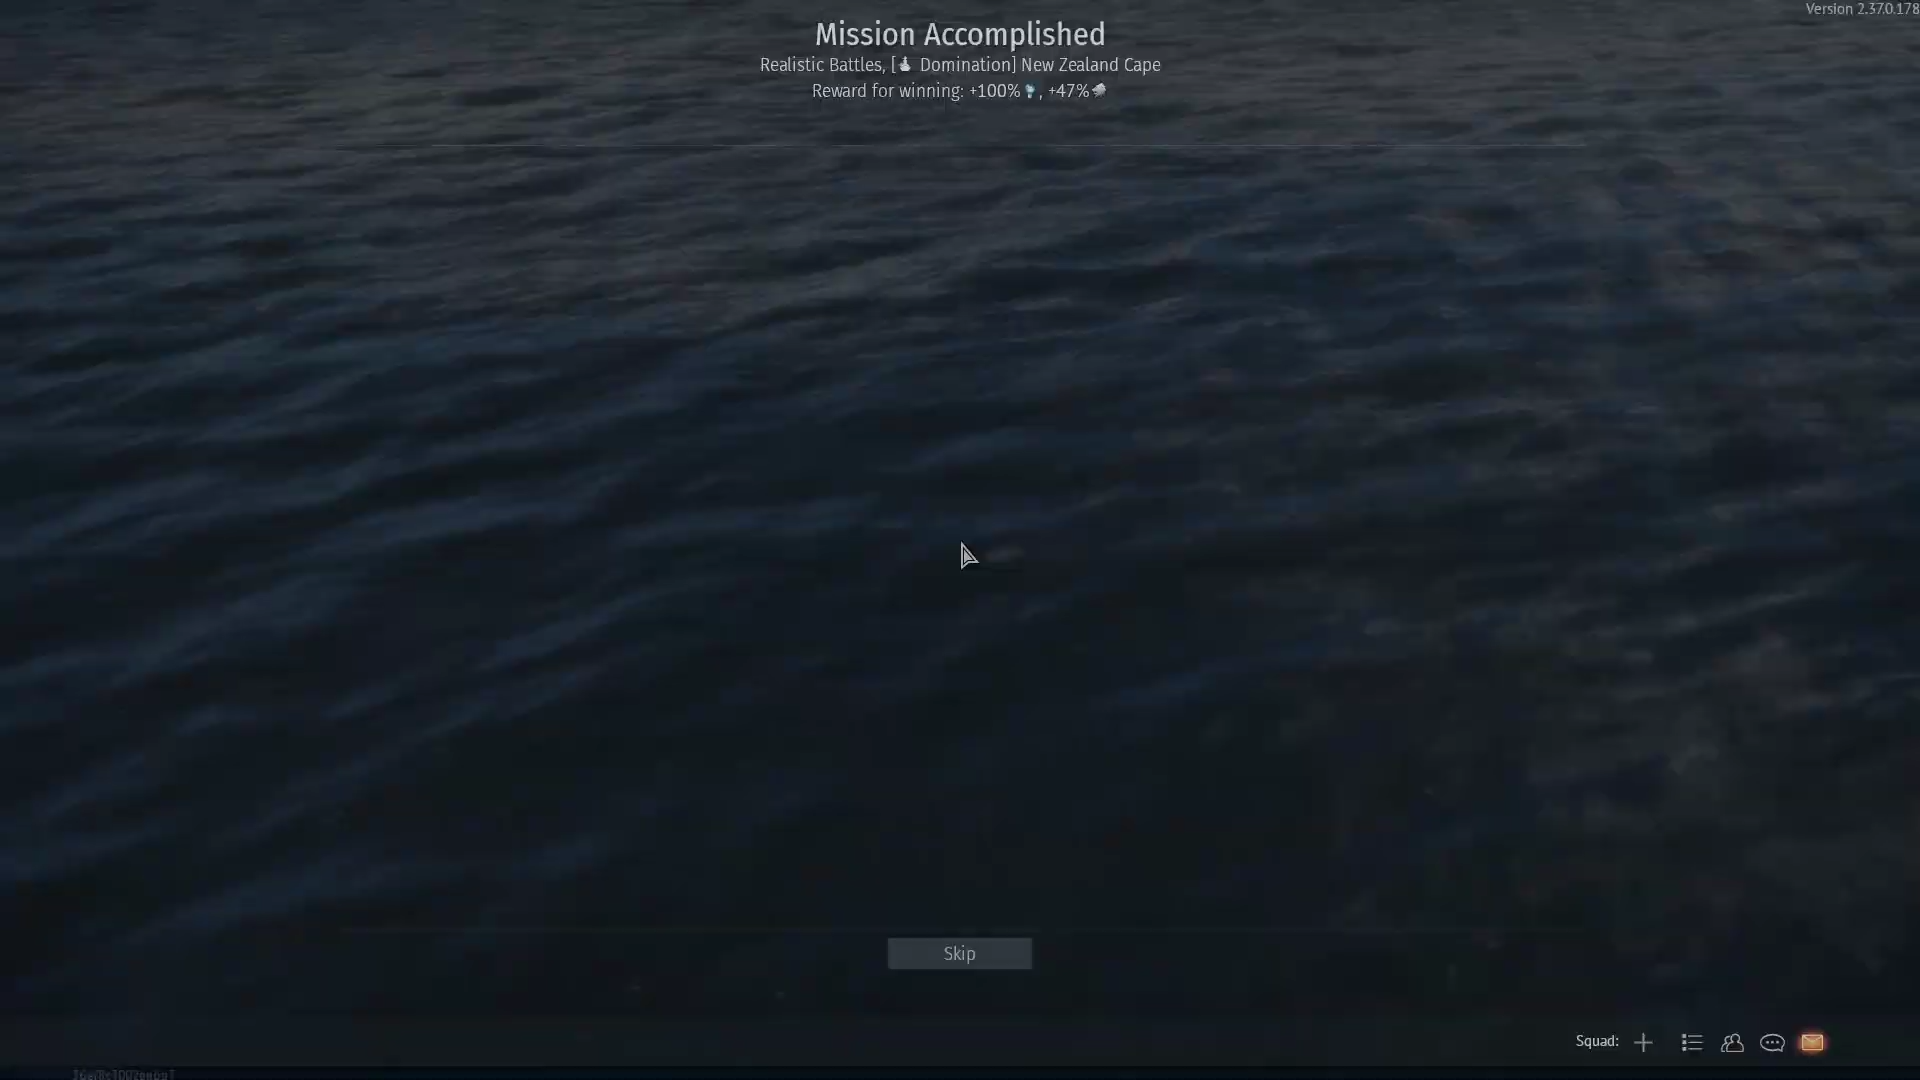 Version 2.37.0.178
Mission Accomplished
Realistic Battles, [ Domination] New Zealand Cape
Reward for winning: +100% , +47%
Skip
Squad: